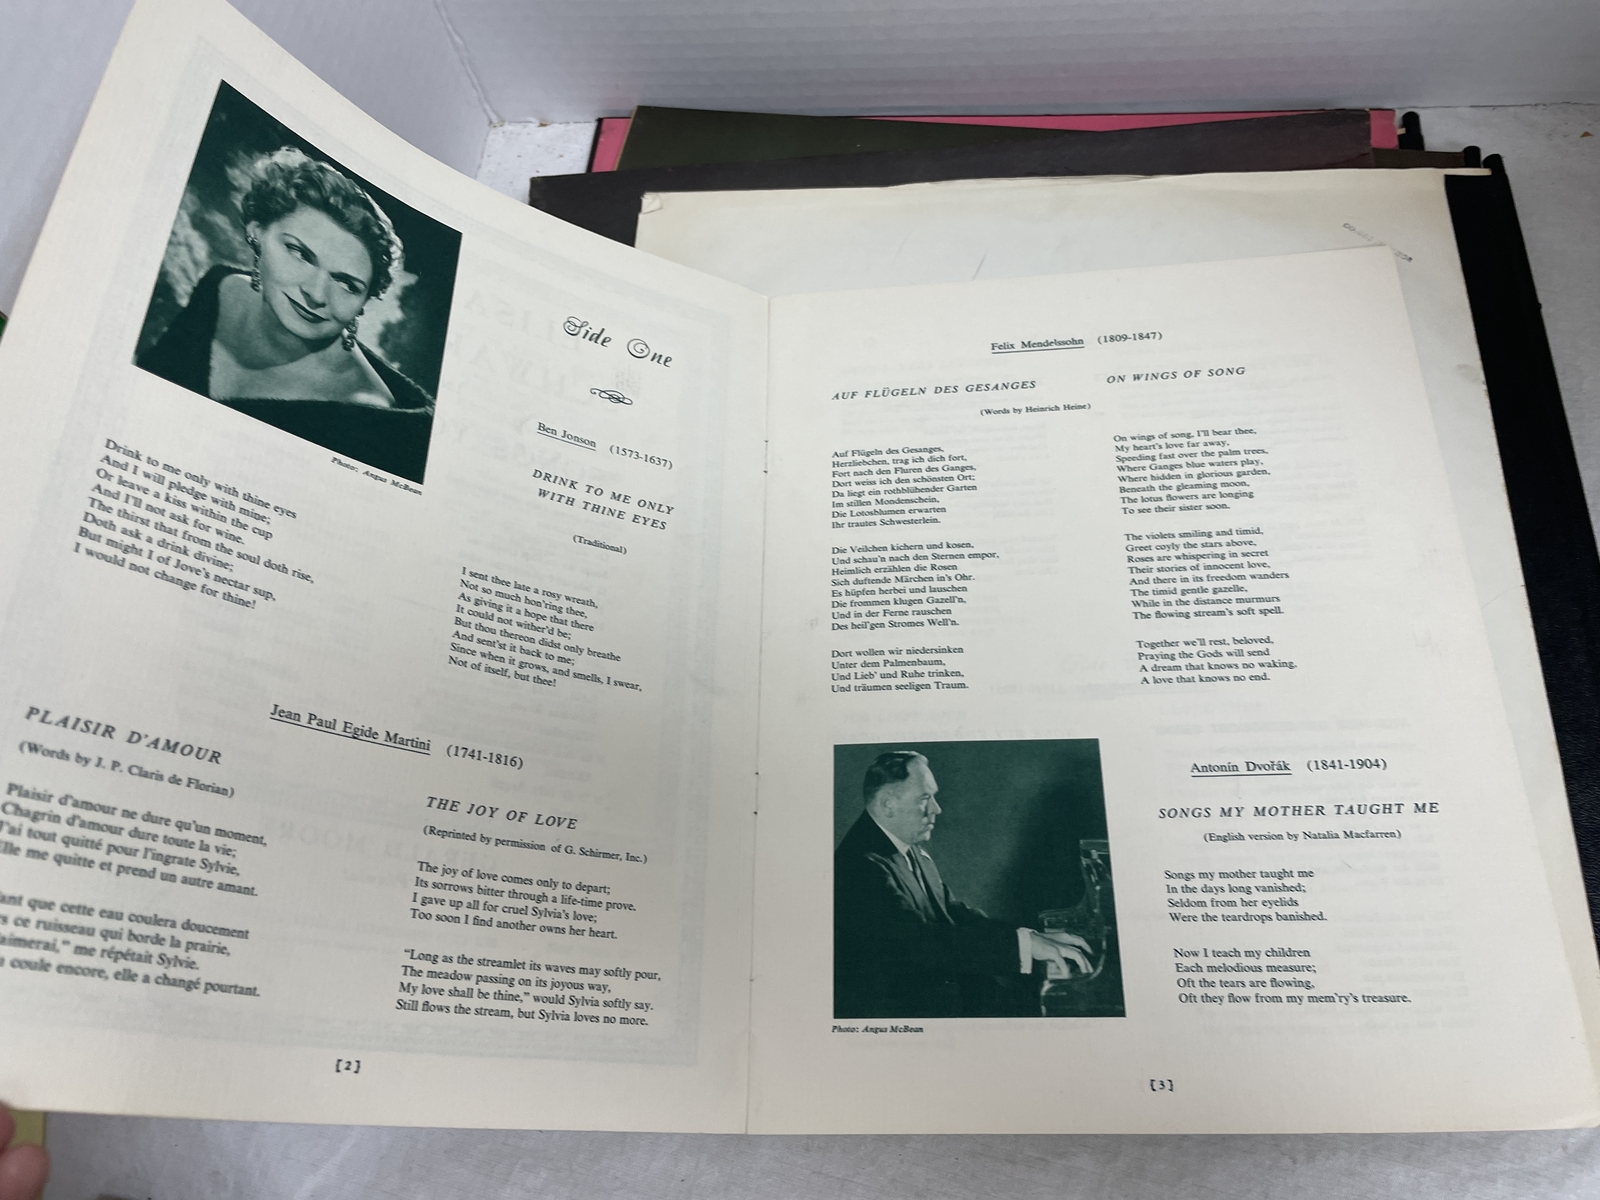 Side One
Ben Jonson (1573-1637)
DRINK TO ME ONLY
WITH THINE EYES
(Traditional)
Photo: Angus McBean
Drink to me only with thine eyes
And I will pledge with mine;
Or leave a kiss within the cup
And I'll not ask for wine.
The thirst that from the soul doth rise,
Doth ask a drink divine;
But might I of Jove's nectar sup,
I would not change for thine!
I sent thee late a rosy wreath,
Not so much hon'ring thee,
As giving it a hope that there
It could not wither'd be;
But thou thereon didst only breathe
And sent'st it back to me;
Since when it grows, and smells, I swear,
Not of itself, but thee!
Jean Paul Egide Martini (1741-1816)
PLAISIR D'AMOUR
(Words by J. P. Claris de Florian)
Plaisir d'amour ne dure qu'un moment,
Chagrin d'amour dure toute la vie;
J'ai tout quitté pour l'ingrate Sylvie,
Elle me quitte et prend un autre amant.
que cette eau coulera doucement
ce ruisseau qui borde la prairie,
me répétait Sylvie.
coule encore, elle a changé pourtant.
THE JOY OF LOVE
(Reprinted by permission of G. Schirmer, Inc.)
The joy of love comes only to depart;
Its sorrows bitter through a life-time prove.
I gave up all for cruel Sylvia's love;
Too soon I find another owns her heart.
"Long as the streamlet its waves may softly pour,
The meadow passing on its joyous way,
My love shall be thine," would Sylvia softly say.
Still flows the stream, but Sylvia loves no more.
[2]
Felix Mendelssohn (1809-1847)
AUF FLÜGELN DES GESANGES
ON WINGS OF SONG
(Words by Heinrich Heine)
Auf Flügeln des Gesanges,
Herzliebchen, trag ich dich fort,
Fort nach den Fluren des Ganges,
Dort weiss ich den schönsten Ort;
Da liegt ein rothblühender Garten
Im stillen Mondenschein,
Die Lotosblumen erwarten
Ihr trautes Schwesterlein.
Die Veilchen kichern und kosen,
Und schau'n nach den Sternen empor,
Heimlich erzählen die Rosen
Sich duftende Märchen in's Ohr.
Es hüpfen herbei und lauschen
Die frommen klugen Gazell'n,
Und in der Ferne rauschen
Des heil'gen Stromes Well'n.
Dort wollen wir niedersinken
Unter dem Palmenbaum,
Und Lieb' und Ruhe trinken,
Und träumen seeligen Traum.
On wings of song, I'll bear thee,
My heart's love far away,
Speeding fast over the palm trees,
Where Ganges blue waters play,
Where hidden in glorious garden,
Beneath the gleaming moon,
The lotus flowers are longing
To see their sister soon.
The violets smiling and timid,
Greet coyly the stars above,
Roses are whispering in secret
Their stories of innocent love,
And there in its freedom wanders
The timid gentle gazelle,
While in the distance murmurs
The flowing stream's soft spell.
Together we'll rest, beloved,
Praying the Gods will send
A dream that knows no waking,
A love that knows no end.
Antonín Dvořák (1841-1904)
SONGS MY MOTHER TAUGHT ME
(English version by Natalia Macfarren)
Songs my mother taught me
In the days long vanished;
Seldom from her eyelids
Were the teardrops banished.
Now I teach my children
Each melodious measure;
Oft the tears are flowing,
Oft they flow from my mem'ry's treasure.
Photo: Angus McBean
[3]